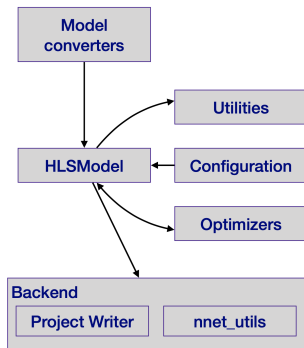 Model
converters
Utilities
HLSModel
Configuration
Optimizers
Backend
Project Writer
nnet_utils